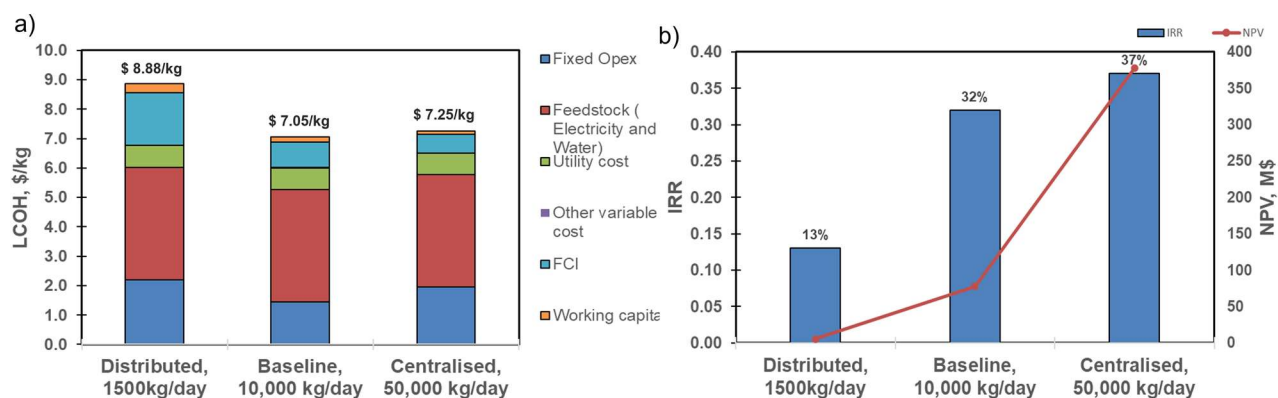 a)
10.0
9.0
8.0
7.0
6.0
5.0
4.0
3.0
2.0
1.0
0.0
LCOH, $/kg
$ 8.88/kg
$ 7.05/kg
$ 7.25/kg
Distributed,
1500kg/day
Baseline,
10,000 kg/day
Centralised,
50,000 kg/day
Fixed Opex
Feedstock (
Electricity and
Water)
Utility cost
Other variable
cost
FCI
Working capita
b)
IRR
NPV
0.40
0.35
0.30
0.25
0.20
0.15
0.10
0.05
0.00
IRR
13%
32%
37%
400
350
300
250
200
150
100
50
0
NPV, M$
Distributed,
1500kg/day
Baseline,
10,000 kg/day
Centralised,
50,000 kg/day